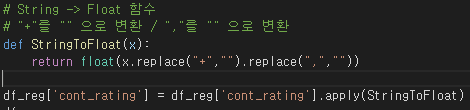 # String -> Float 함수
# "+"를 "" 으로 변환 / ","를 "" 으로 변환
def StringToFloat(x):
    return float(x.replace("+","").replace(",",""))
df_reg['cont_rating'] = df_reg['cont_rating'].apply(StringToFloat)